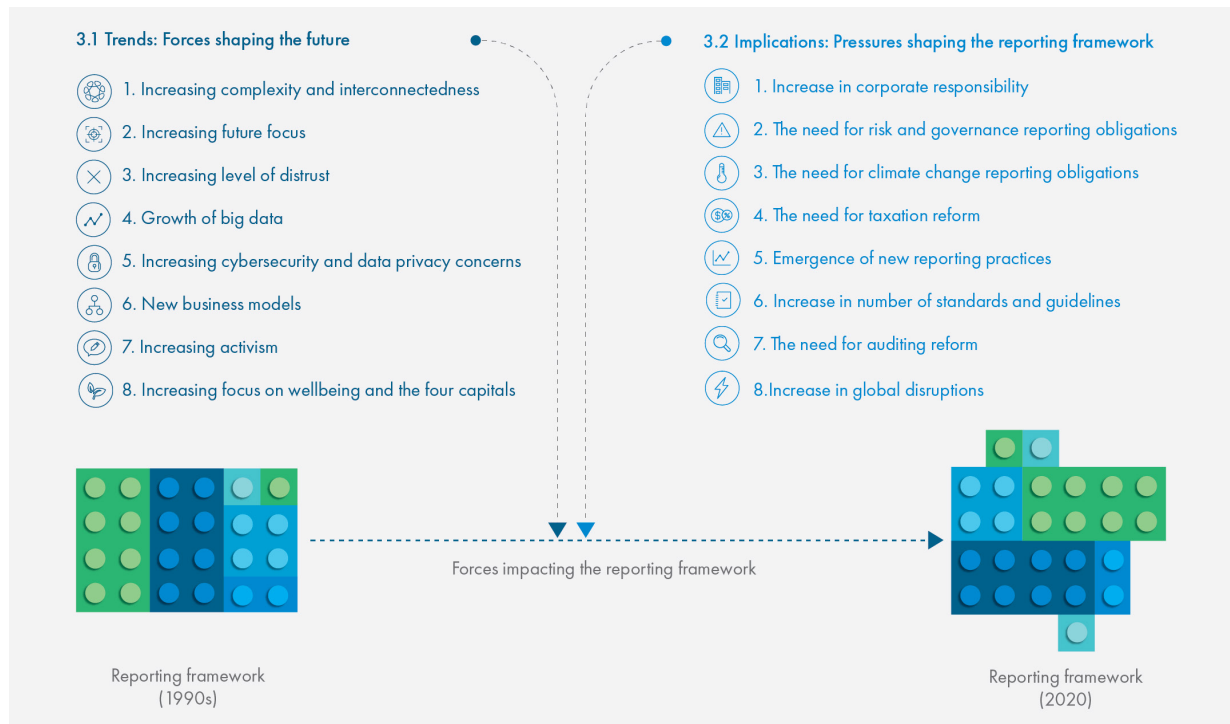 3.1 Trends: Forces shaping the future
1. Increasing complexity and interconnectedness
2. Increasing future focus
3. Increasing level of distrust
4. Growth of big data
5. Increasing cybersecurity and data privacy concerns
6. New business models
7. Increasing activism
8. Increasing focus on wellbeing and the four capitals
3.2 Implications: Pressures shaping the reporting framework
1. Increase in corporate responsibility
2. The need for risk and governance reporting obligations
3. The need for climate change reporting obligations
4. The need for taxation reform
5. Emergence of new reporting practices
6. Increase in number of standards and guidelines
7. The need for auditing reform
8.Increase in global disruptions
Forces impacting the reporting framework
Reporting framework
(1990s)
Reporting framework
(2020)